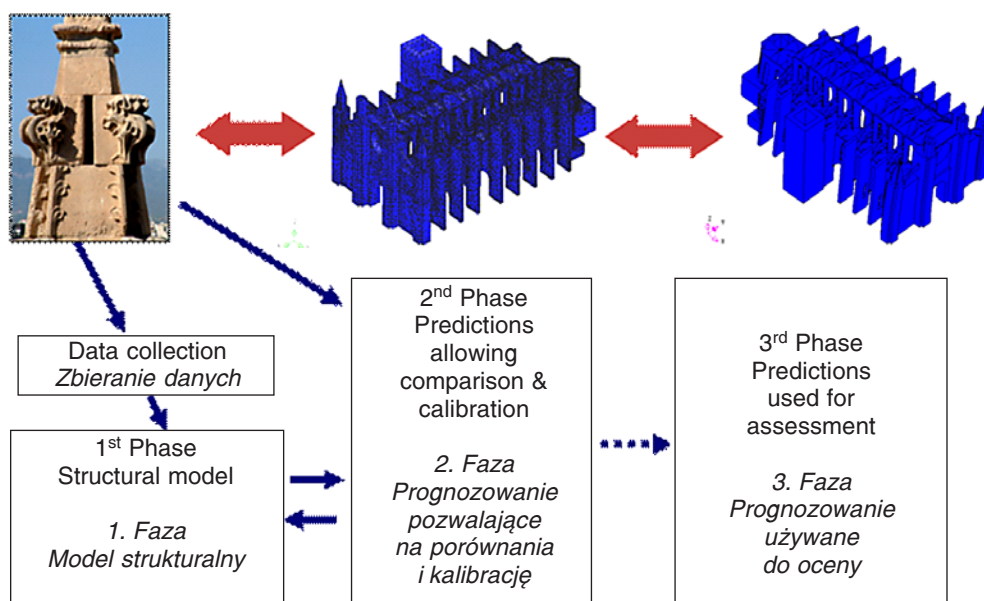 Data collection
Zbieranie danych
1st Phase
Structural model
1. Faza
Model strukturalny
2nd Phase
Predictions
allowing
comparison &
calibration
2. Faza
Prognozowanie
pozwalające
na porównania
i kalibrację
3rd Phase
Predictions
used for
assessment
3. Faza
Prognozowanie
używane
do oceny